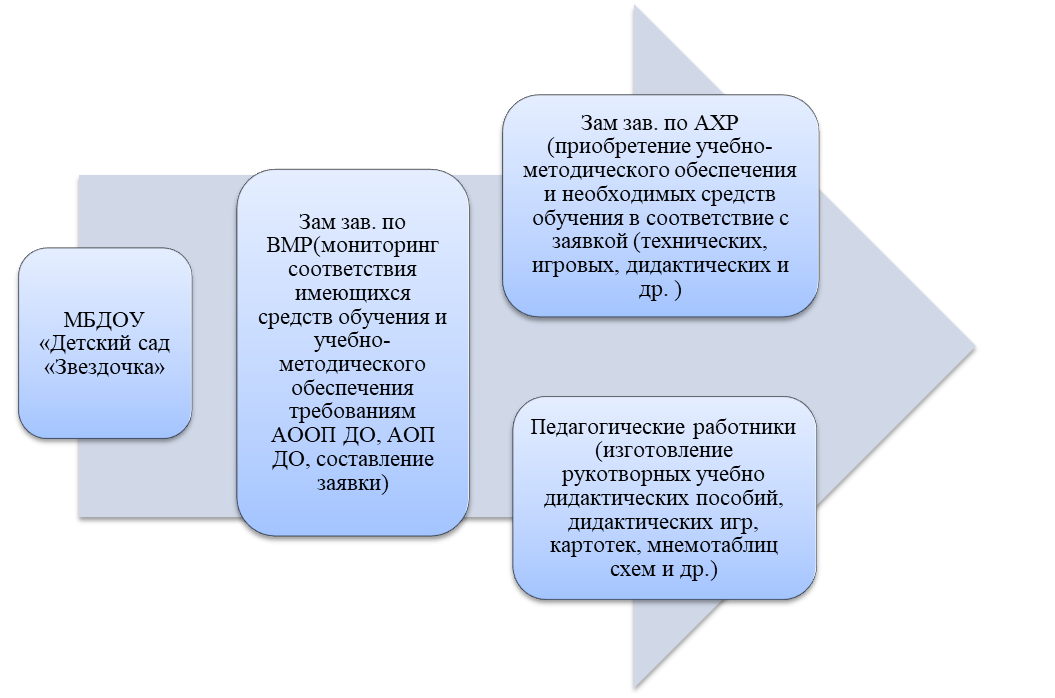 МБДОУ
«Детский сад
«Звездочка»
Зам зав. по
ВМР(мониторинг
соответствия
имеющихся
средств обучения и
учебно-
методического
обеспечения
требованиям
АООП ДО, АОП
ДО, составление
заявки)
Зам зав. по АХР
(приобретение учебно-
методического обеспечения
и необходимых средств
обучения в соответствие с
заявкой (технических,
игровых, дидактических и
др. )
Педагогические работники
(изготовление
рукотворных учебно
дидактических пособий,
дидактических игр,
картотек, мнемотаблиц
схем и др.)